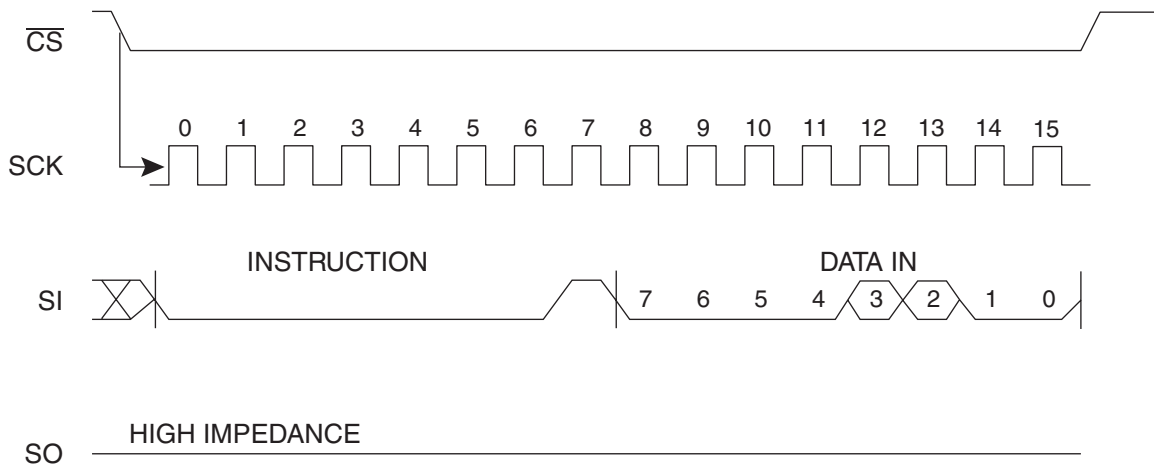 CS
SCK
0 1 2 3 4 5 6 7 8 9 10 11 12 13 14 15
SI
INSTRUCTION
DATA IN
7 6 5 4 3 2 1 0
SO
HIGH IMPEDANCE